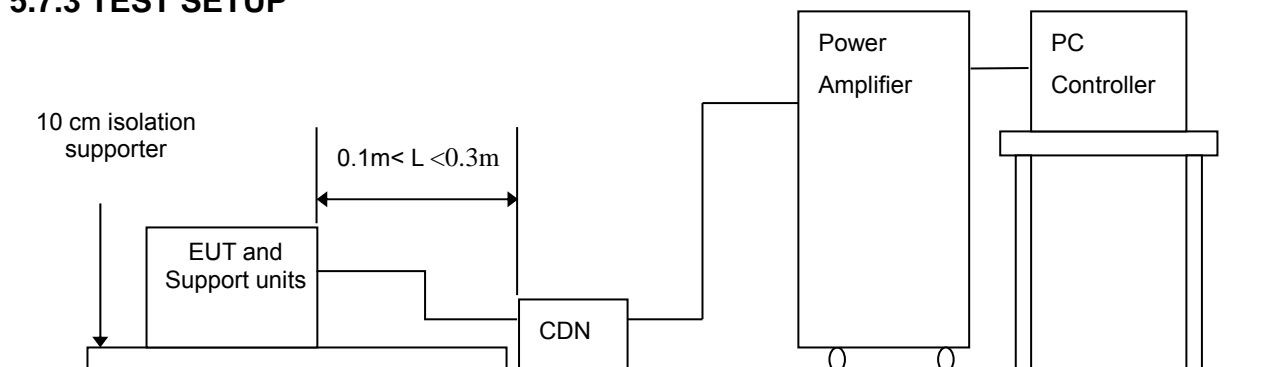 5.7.3 TEST SETUP
Power
Amplifier
PC
Controller
10 cm isolation
supporter
0.1m< L <0.3m
EUT and
Support units
CDN